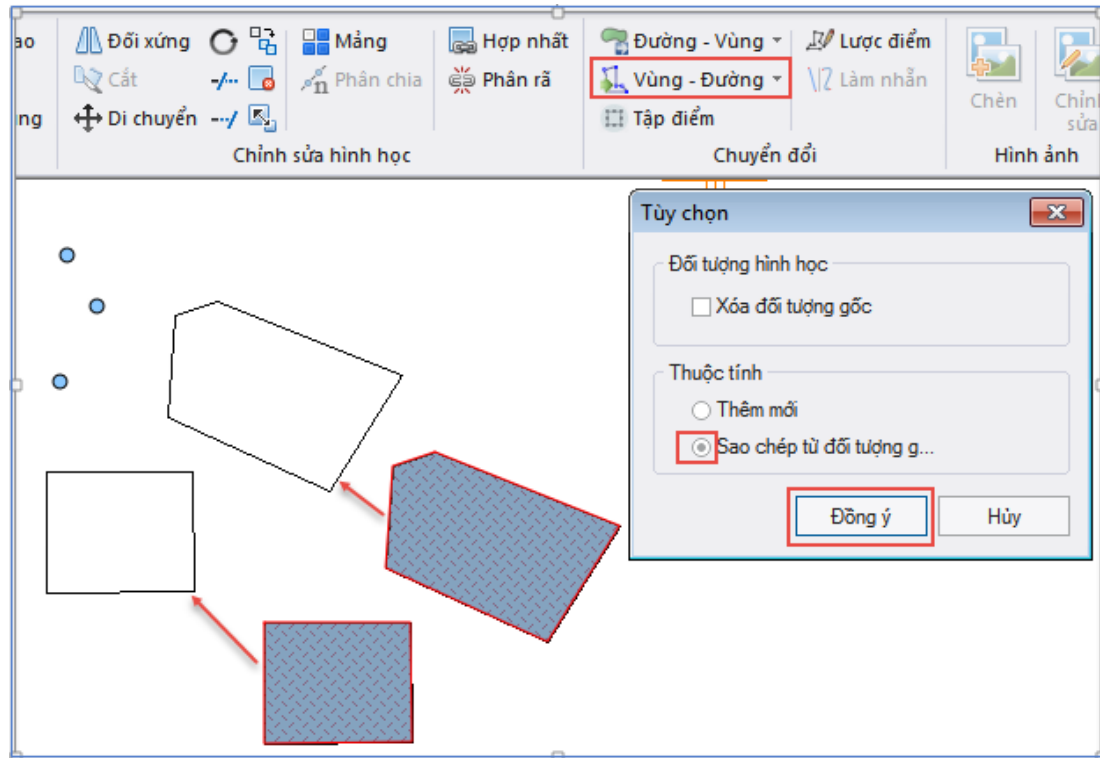 ao
Đối xứng
Mảng
Hợp nhất
Đường - Vùng
Lược điểm
Cắt
Phân chia
Phân rã
Vùng - Đường
Làm nhãn
Chèn
Chỉnh
sửa
ng
Di chuyển
Tập điểm
Chỉnh sửa hình học
Chuyển đổi
Hình ảnh
Tùy chọn
Đối tượng hình học
Xóa đối tượng gốc
Thuộc tính
Thêm mới
Sao chép từ đối tượng g...
Đồng ý
Hủy